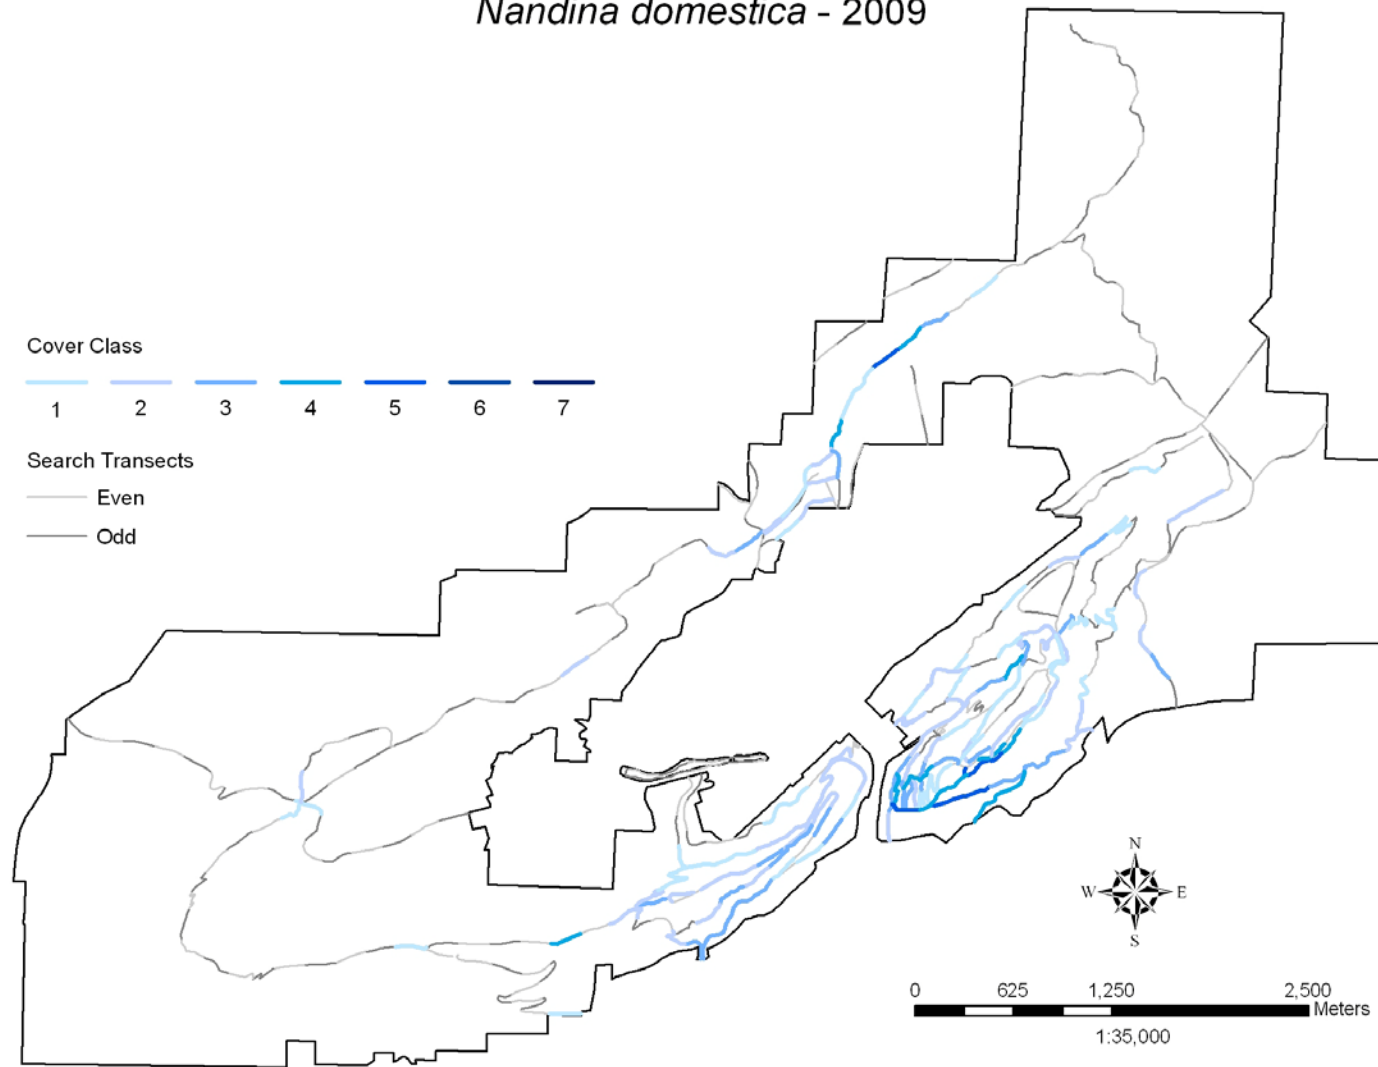 Nandina domestica - 2009
Cover Class
1 2 3 4 5 6 7
Search Transects
Even
Odd
N
W E
S
0 625 1,250 2,500
Meters
1:35,000